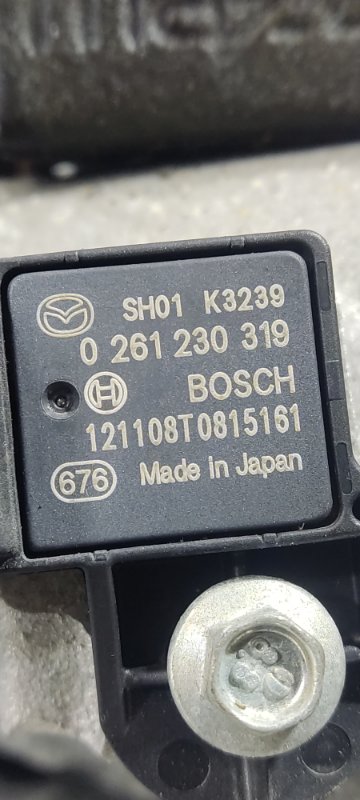 SH01 K3239
0 261 230 319
BOSCH
121108T0815161
676 Made in Japan